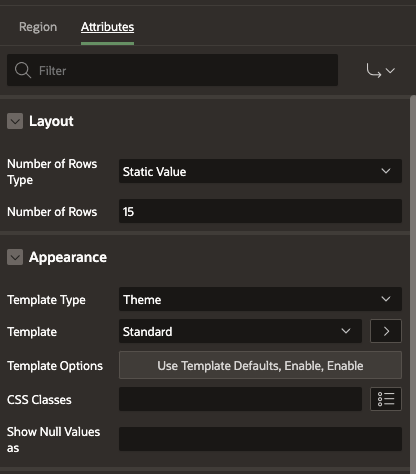 Region Attributes
Filter
Layout
Number of Rows
Type
Static Value
Number of Rows 15
Appearance
Template Type Theme
Template Standard
Template Options Use Template Defaults, Enable, Enable
CSS Classes
Show Null Values
as